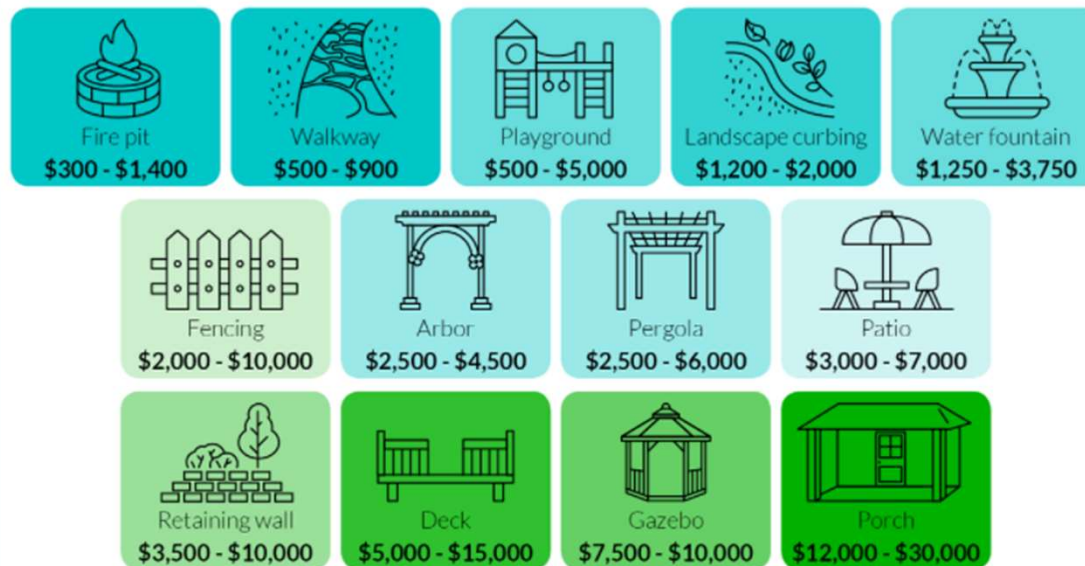 Fire pit
$300 - $1,400
Walkway
$500 - $900
Playground
$500 - $5,000
Landscape curbing
$1,200 - $2,000
Water fountain
$1,250 - $3,750
Fencing
$2,000 - $10,000
Arbor
$2,500 - $4,500
Pergola
$2,500 - $6,000
Patio
$3,000 - $7,000
Retaining wall
$3,500 - $10,000
Deck
$5,000 - $15,000
Gazebo
$7,500 - $10,000
Porch
$12,000 - $30,000